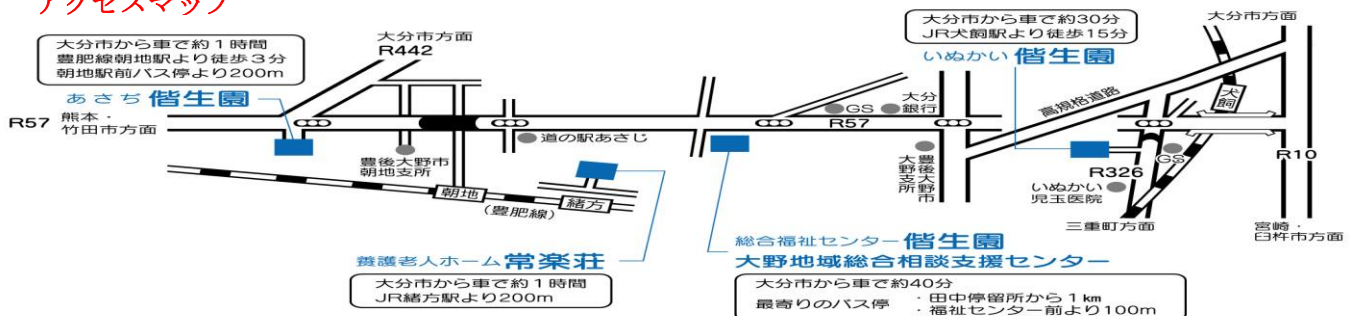 アクセスマップ
大分市から車で約１時間
豊肥線朝地駅より徒歩３分
朝地駅前バス停より200m
あさぢ 偕生園
大分市方面
R442
R57
熊本・
竹田市方面
豊後大野市
朝地支所
道の駅あさじ
朝地
(豊肥線)
緒方
養護老人ホーム 常楽荘
大分市から車で約１時間
JR緒方駅より200m
GS
大分
銀行
R57
豊後大野市
大野支所
総合福祉センター 偕生園
大野地域総合相談支援センター
大分市から車で約40分
最寄りのバス停
・田中停留所から１km
・福祉センター前より100m
大分市から車で約30分
JR犬飼駅より徒歩15分
いぬかい 偕生園
大分市方面
高規格道路
犬飼
GS
R326
R10
いぬかい
児玉医院
三重町方面
宮崎・
臼杵市方面